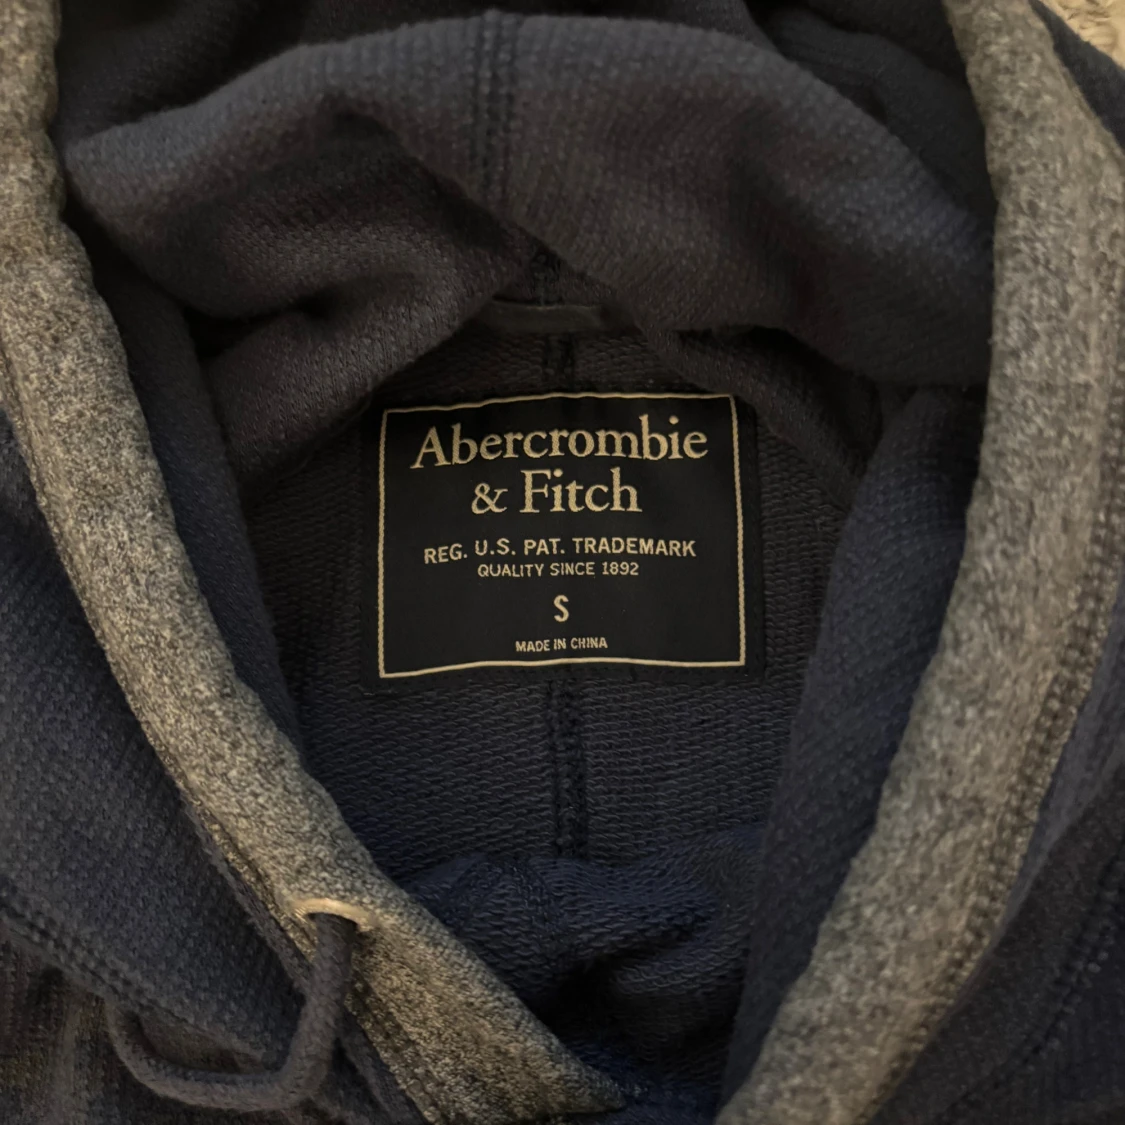 Abercrombie
& Fitch
REG. U.S. PAT. TRADEMARK
QUALITY SINCE 1892
S
MADE IN CHINA